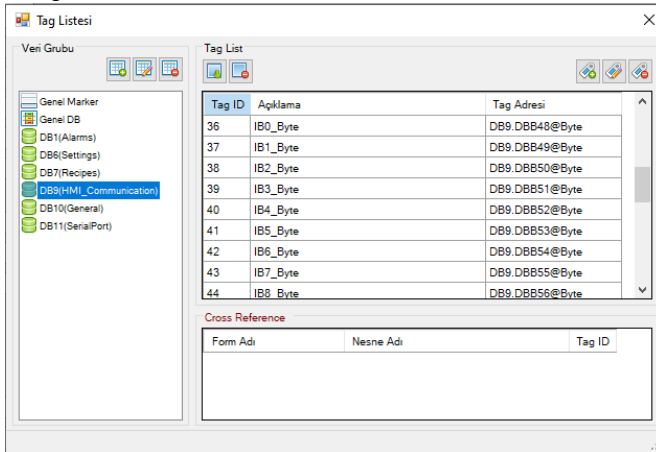 Tag Listesi
Veri Grubu
Genel Marker
Genel DB
DB1(Alarms)
DB6(Settings)
DB7(Recipes)
DB9(HMI_Communication)
DB10(General)
DB11(SerialPort)
Tag List
Tag ID Açıklama Tag Adresi
36 IB0_Byte DB9.DBB48@Byte
37 IB1_Byte DB9.DBB49@Byte
38 IB2_Byte DB9.DBB50@Byte
39 IB3_Byte DB9.DBB51@Byte
40 IB4_Byte DB9.DBB52@Byte
41 IB5_Byte DB9.DBB53@Byte
42 IB6_Byte DB9.DBB54@Byte
43 IB7_Byte DB9.DBB55@Byte
44 IB8_Byte DB9.DBB56@Byte
Cross Reference
Form Adı Nesne Adı Tag ID